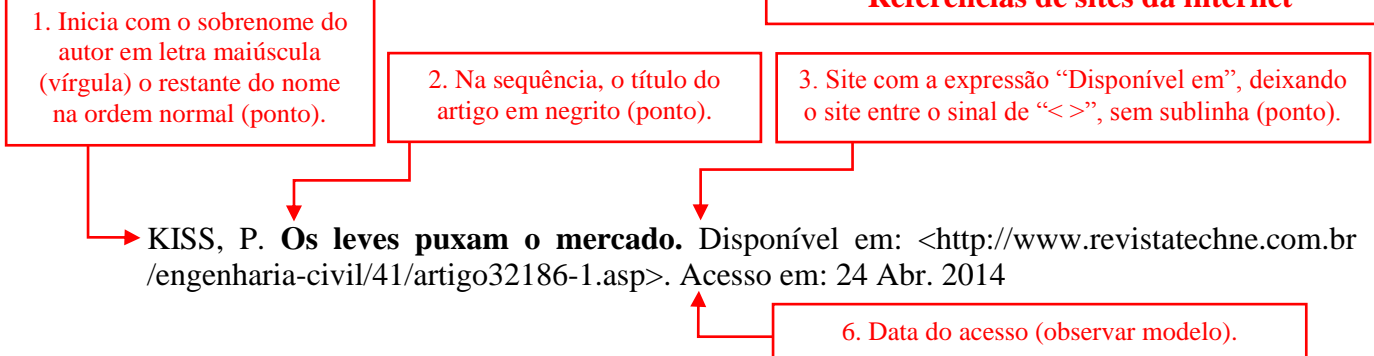 Referências de sites da internet
1. Inicia com o sobrenome do
autor em letra maiúscula
(vírgula) o restante do nome
na ordem normal (ponto).
2. Na sequência, o título do
artigo em negrito (ponto).
3. Site com a expressão “Disponível em”, deixando
o site entre o sinal de “< >”, sem sublinha (ponto).
KISS, P. Os leves puxam o mercado. Disponível em: <http://www.revistatechne.com.br
/engenharia-civil/41/artigo32186-1.asp>. Acesso em: 24 Abr. 2014
6. Data do acesso (observar modelo).